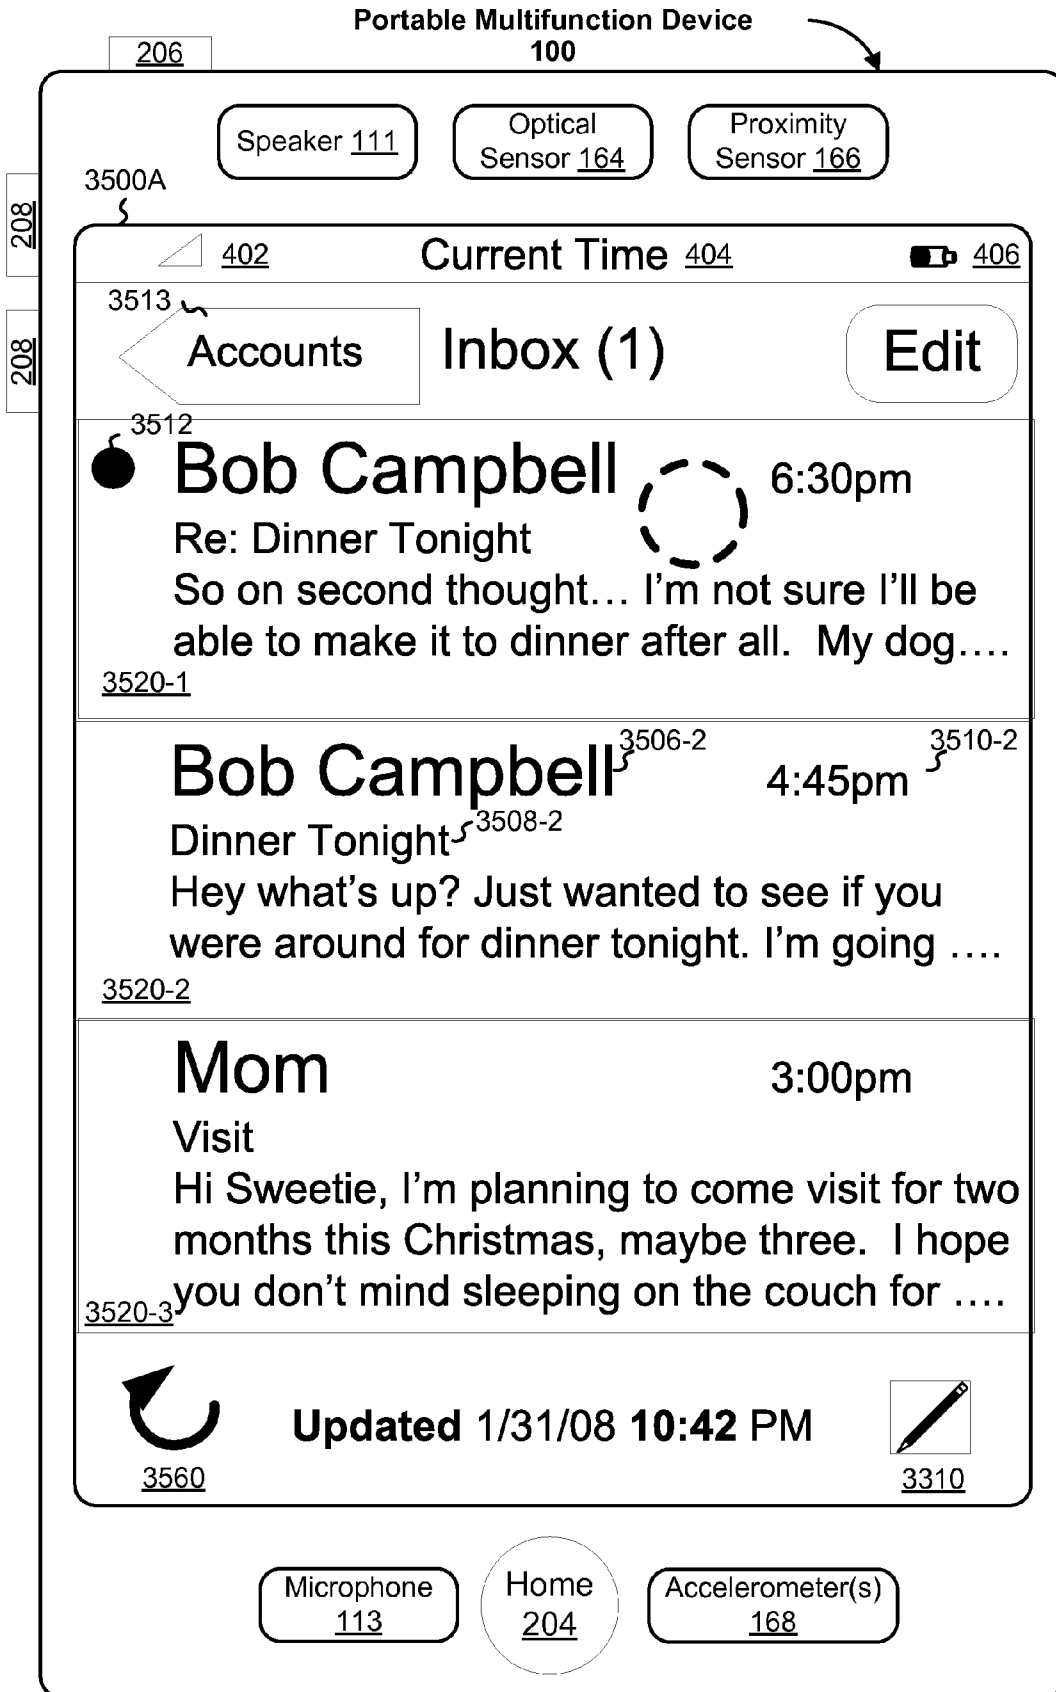 Portable Multifunction Device
100
206
Speaker 111
Optical
Sensor 164
Proximity
Sensor 166
3500A
208
208
402
Current Time 404
406
3513
Accounts
Inbox (1)
Edit
3512
Bob Campbell
6:30pm
Re: Dinner Tonight
So on second thought… I’m not sure I’ll be
able to make it to dinner after all.  My dog….
3520-1
Bob Campbell
3506-2
4:45pm
3510-2
Dinner Tonight
3508-2
Hey what’s up? Just wanted to see if you
were around for dinner tonight. I’m going ….
3520-2
Mom
3:00pm
Visit
Hi Sweetie, I’m planning to come visit for two
months this Christmas, maybe three.  I hope
you don’t mind sleeping on the couch for ….
3520-3
Updated 1/31/08 10:42 PM
3560
3310
Microphone
113
Home
204
Accelerometer(s)
168